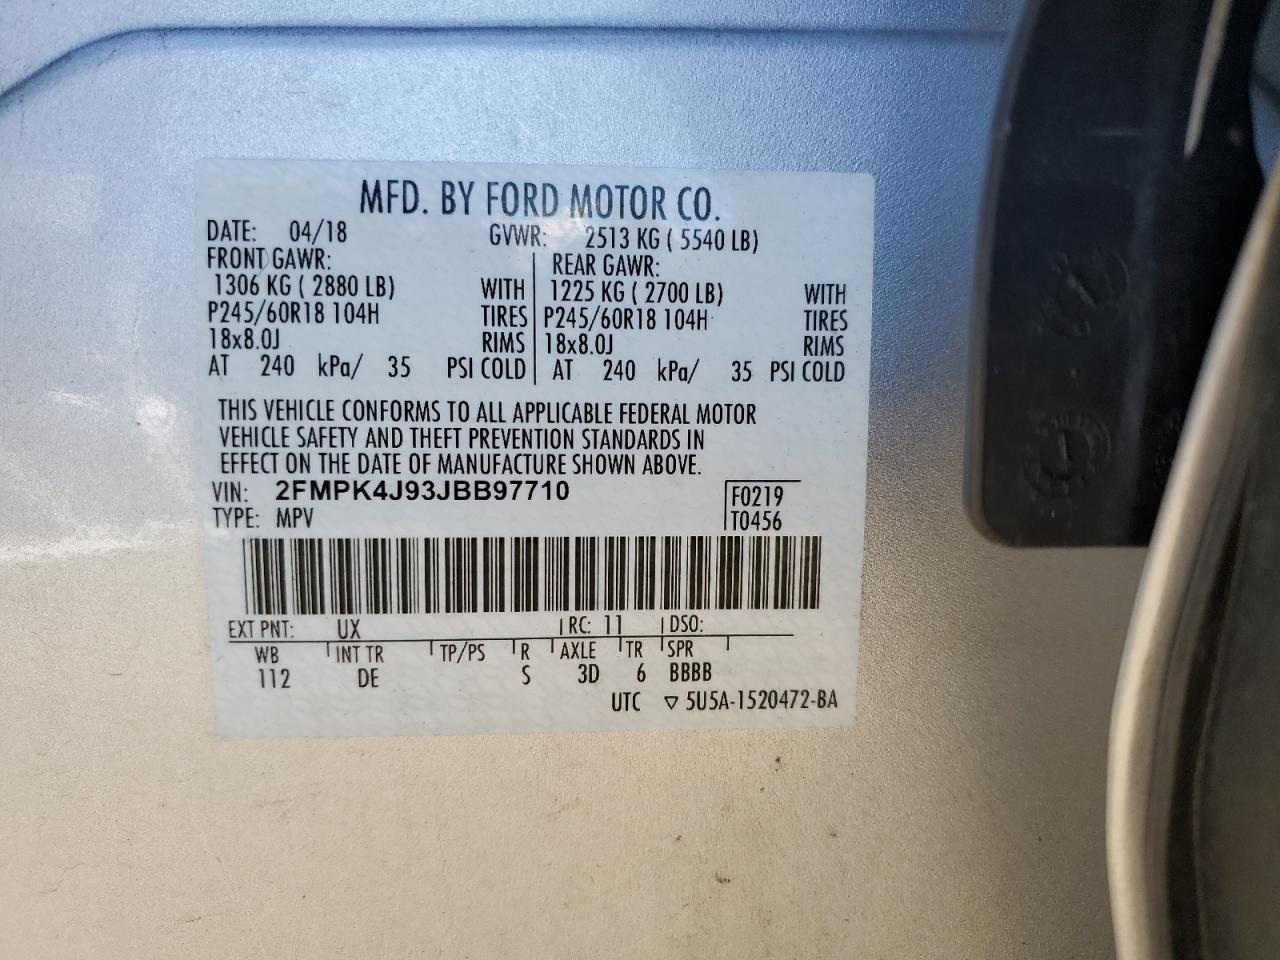 MFD. BY FORD MOTOR CO.
DATE: 04/18 GVWR: 2513 KG ( 5540 LB)
FRONT GAWR: REAR GAWR:
1306 KG ( 2880 LB) WITH 1225 KG ( 2700 LB) WITH
P245/60R18 104H TIRES P245/60R18 104H TIRES
18x8.0J RIMS 18x8.0J RIMS
AT 240 kPa/ 35 PSI COLD AT 240 kPa/ 35 PSI COLD
THIS VEHICLE CONFORMS TO ALL APPLICABLE FEDERAL MOTOR
VEHICLE SAFETY AND THEFT PREVENTION STANDARDS IN
EFFECT ON THE DATE OF MANUFACTURE SHOWN ABOVE.
VIN: 2FMPK4J93JBB97710 F0219
TYPE: MPV T0456
EXT PNT: UX RC: 11 DSO:
WB INT TR TP/PS R AXLE TR SPR
112 DE S 3D 6 BBBB
UTC ▽ 5U5A-1520472-BA